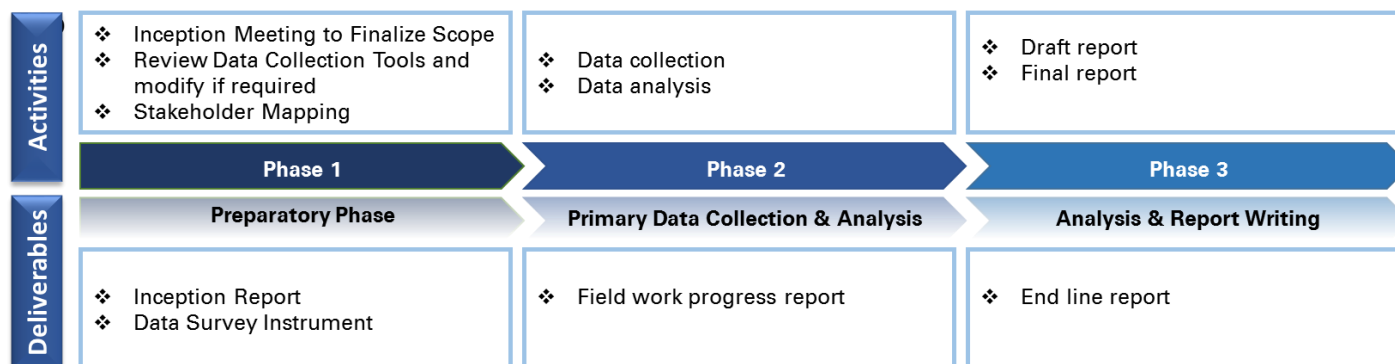 Activities
❖ Inception Meeting to Finalize Scope
❖ Review Data Collection Tools and
modify if required
❖ Stakeholder Mapping
❖ Data collection
❖ Data analysis
❖ Draft report
❖ Final report
Phase 1
Phase 2
Phase 3
Preparatory Phase
Primary Data Collection & Analysis
Analysis & Report Writing
Deliverables
❖ Inception Report
❖ Data Survey Instrument
❖ Field work progress report
❖ End line report